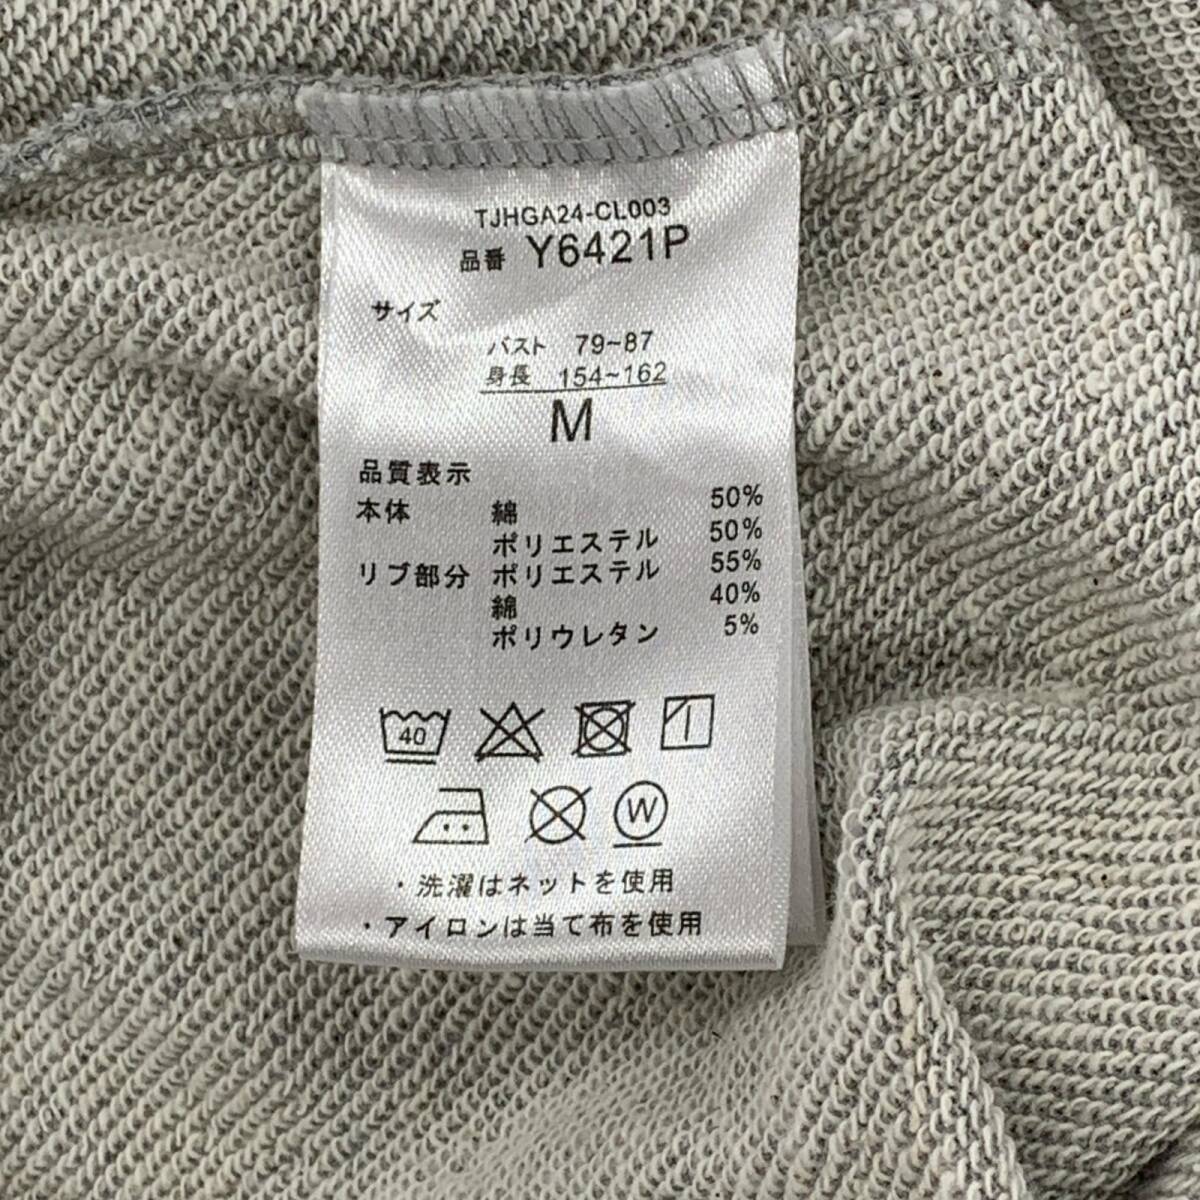 TJHGA24-CL003
品番 Y6421P
サイズ
バスト 79~87
身長 154~162
M
品質表示
本体 綿 50%
ポリエステル 50%
リブ部分 ポリエステル 55%
綿 40%
ポリウレタン 5%
40
W
・洗濯はネットを使用
・アイロンは当て布を使用